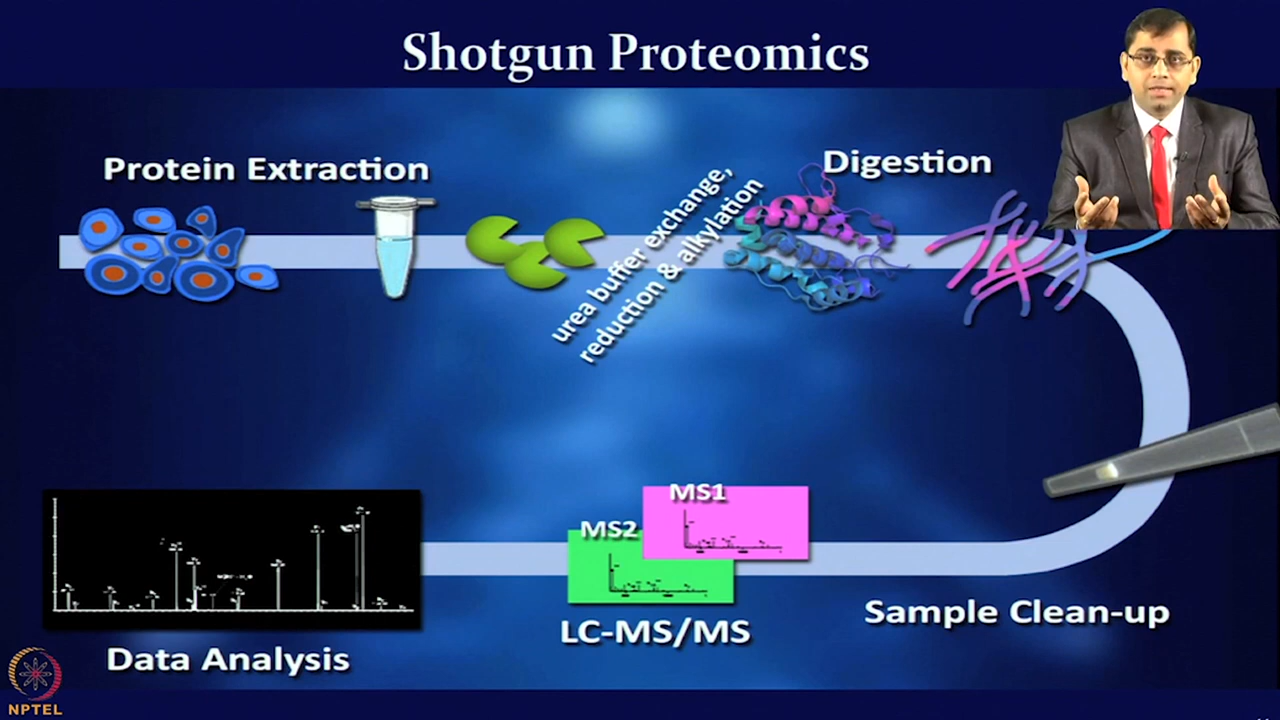 Shotgun Proteomics
Protein Extraction
Digestion
urea buffer exchange,
reduction & alkylation
MS1
MS2
LC-MS/MS
Sample Clean-up
Data Analysis
NPTEL